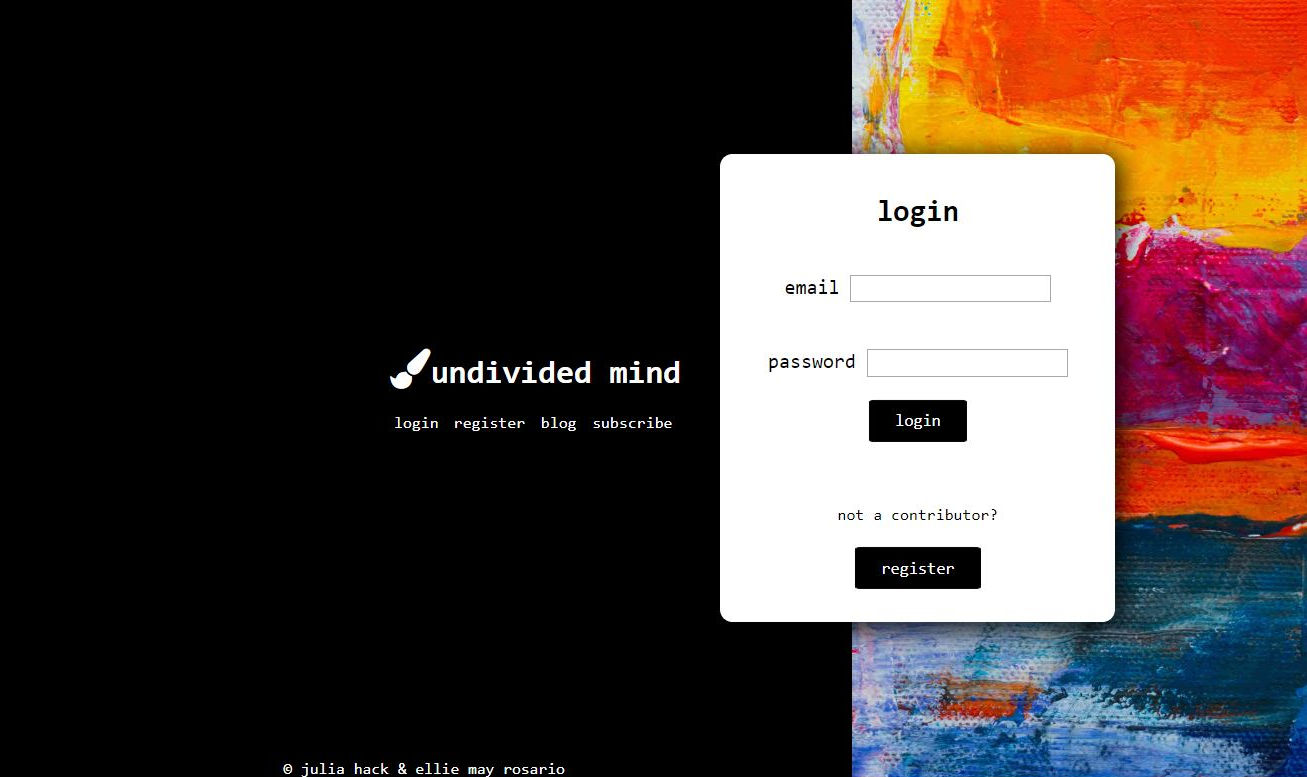 undivided mind
login register blog subscribe
© julia hack & ellie may rosario
login
email
password
login
not a contributor?
register